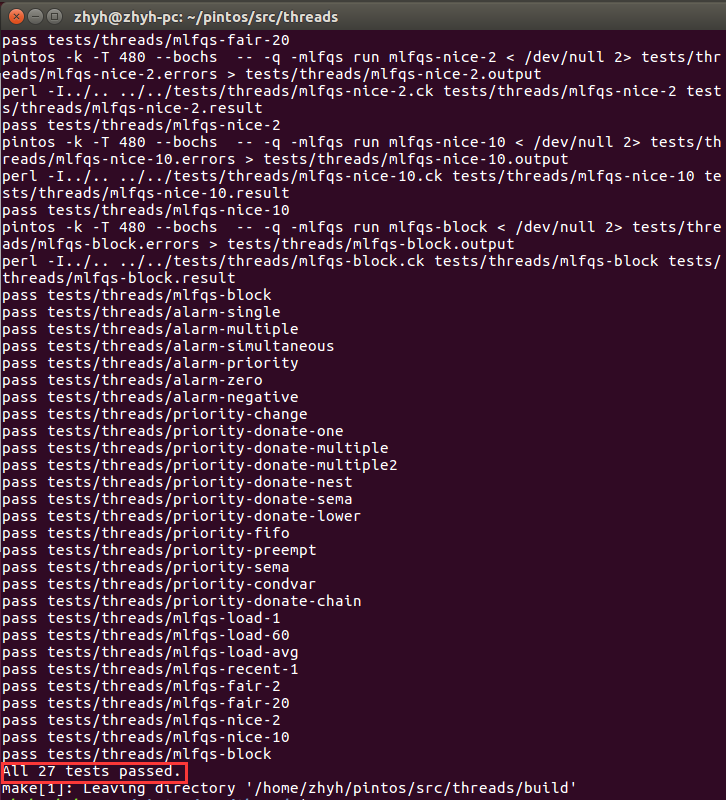 zhyh@zhyh-pc: ~/pintos/src/threads
pass tests/threads/mlfqs-fair-20
pintos -k -T 480 --bochs  -- -q -mlfqs run mlfqs-nice-2 < /dev/null 2> tests/thr
eads/mlfqs-nice-2.errors > tests/threads/mlfqs-nice-2.output
perl -I../.. ../../tests/threads/mlfqs-nice-2.ck tests/threads/mlfqs-nice-2 test
s/threads/mlfqs-nice-2.result
pass tests/threads/mlfqs-nice-2
pintos -k -T 480 --bochs  -- -q -mlfqs run mlfqs-nice-10 < /dev/null 2> tests/th
reads/mlfqs-nice-10.errors > tests/threads/mlfqs-nice-10.output
perl -I../.. ../../tests/threads/mlfqs-nice-10.ck tests/threads/mlfqs-nice-10 te
sts/threads/mlfqs-nice-10.result
pass tests/threads/mlfqs-nice-10
pintos -k -T 480 --bochs  -- -q -mlfqs run mlfqs-block < /dev/null 2> tests/thre
ads/mlfqs-block.errors > tests/threads/mlfqs-block.output
perl -I../.. ../../tests/threads/mlfqs-block.ck tests/threads/mlfqs-block tests/
threads/mlfqs-block.result
pass tests/threads/mlfqs-block
pass tests/threads/alarm-single
pass tests/threads/alarm-multiple
pass tests/threads/alarm-simultaneous
pass tests/threads/alarm-priority
pass tests/threads/alarm-zero
pass tests/threads/alarm-negative
pass tests/threads/priority-change
pass tests/threads/priority-donate-one
pass tests/threads/priority-donate-multiple
pass tests/threads/priority-donate-multiple2
pass tests/threads/priority-donate-nest
pass tests/threads/priority-donate-sema
pass tests/threads/priority-donate-lower
pass tests/threads/priority-fifo
pass tests/threads/priority-preempt
pass tests/threads/priority-sema
pass tests/threads/priority-condvar
pass tests/threads/priority-donate-chain
pass tests/threads/mlfqs-load-1
pass tests/threads/mlfqs-load-60
pass tests/threads/mlfqs-load-avg
pass tests/threads/mlfqs-recent-1
pass tests/threads/mlfqs-fair-2
pass tests/threads/mlfqs-fair-20
pass tests/threads/mlfqs-nice-2
pass tests/threads/mlfqs-nice-10
pass tests/threads/mlfqs-block
All 27 tests passed.
make[1]: Leaving directory '/home/zhyh/pintos/src/threads/build'